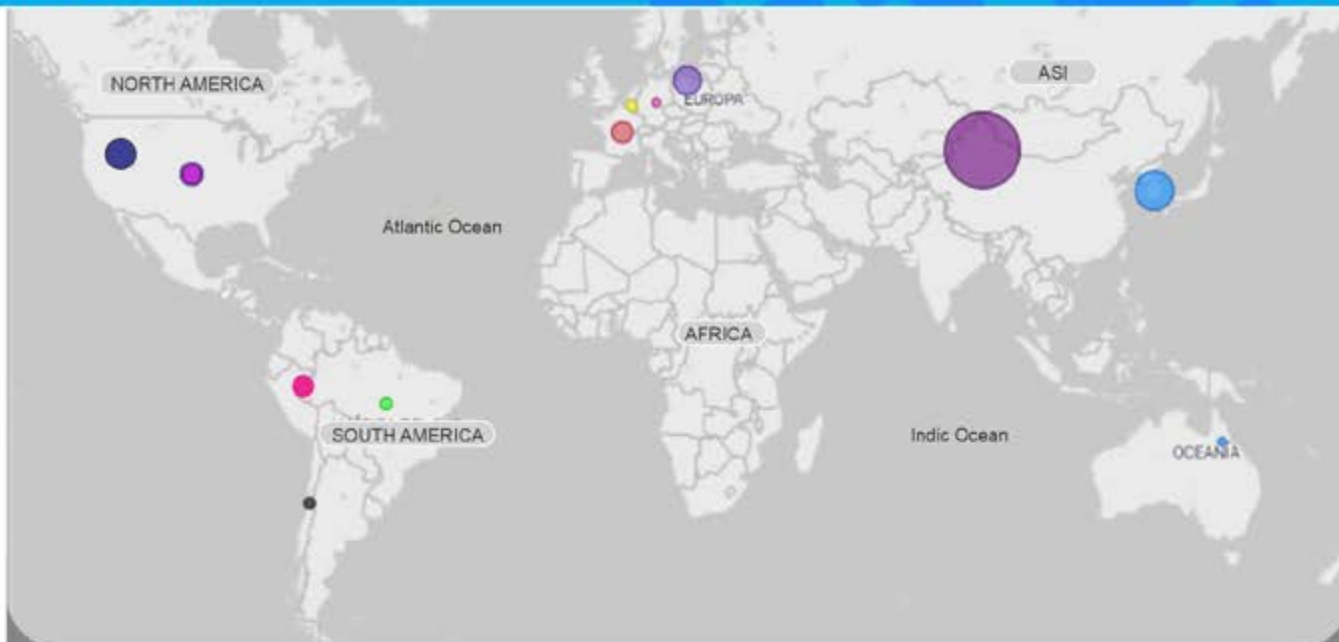 ASI
NORTH AMERICA
EUROPA
Atlantic Ocean
AFRICA
SOUTH AMERICA
Indic Ocean
OCEANIA